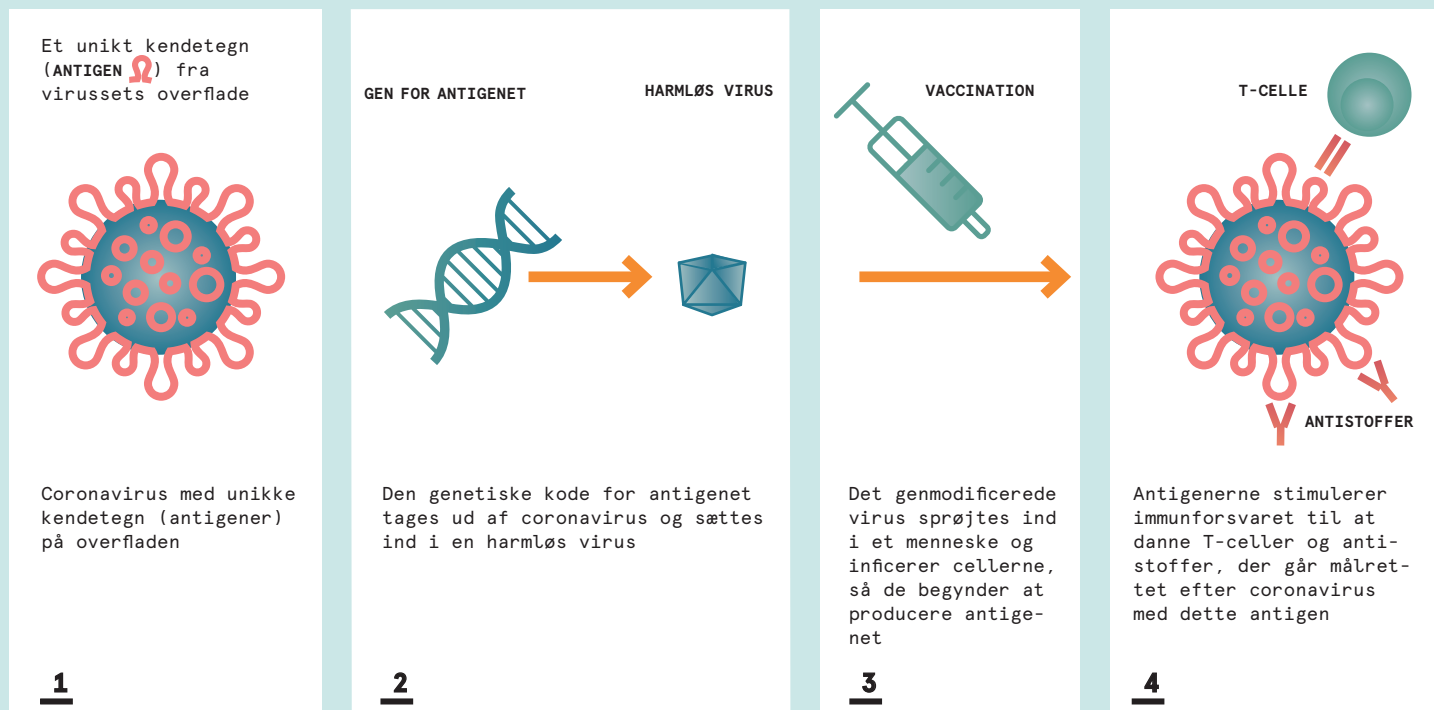 Et unikt kendetegn
(ANTIGEN ) fra
virussets overflade
Coronavirus med unikke
kendetegn (antigener)
på overfladen
1
GEN FOR ANTIGENET
HARMLØS VIRUS
Den genetiske kode for antigenet
tages ud af coronavirus og sættes
ind i en harmløs virus
2
VACCINATION
Det genmodificerede
virus sprøjtes ind
i et menneske og
inficerer cellerne,
så de begynder at
producere antige-
net
3
T-CELLE
ANTISTOFFER
Antigenerne stimulerer
immunforsvaret til at
danne T-celler og anti-
stoffer, der går målret-
tet efter coronavirus
med dette antigen
4